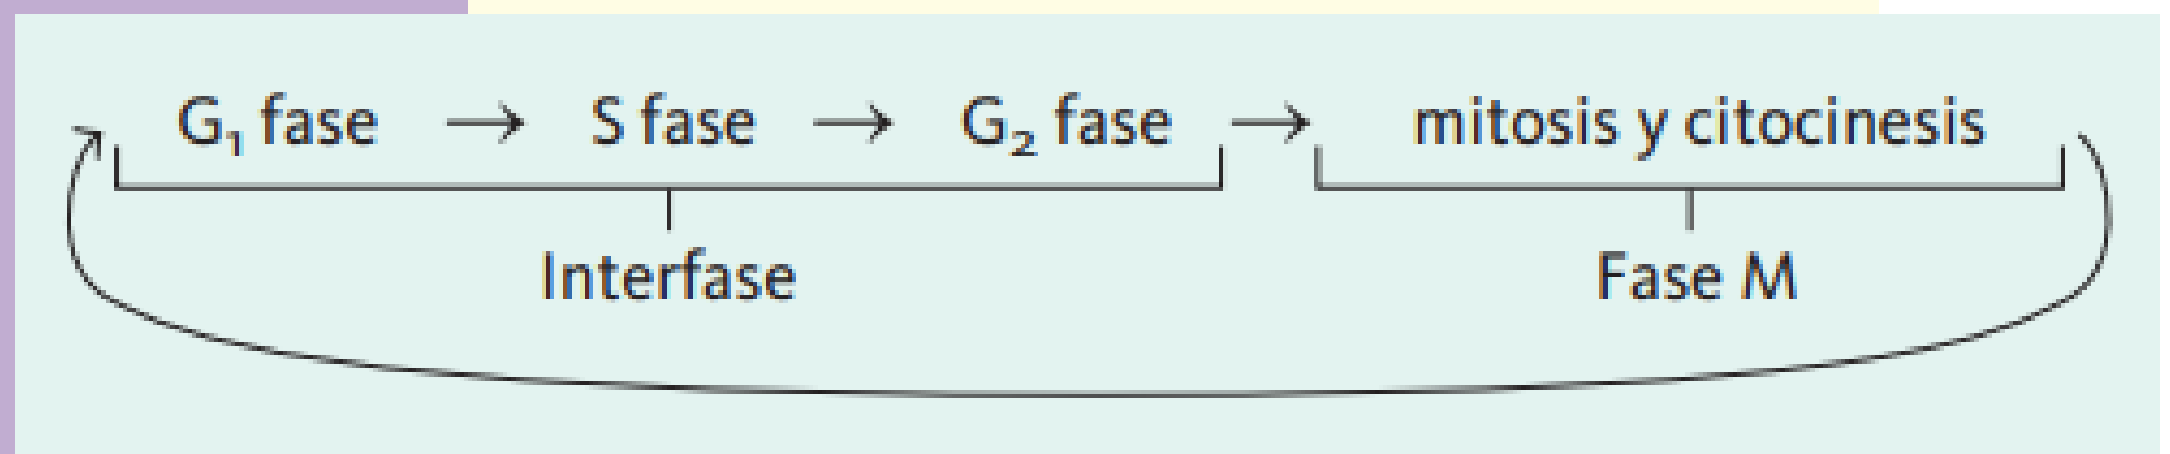 G₁ fase → S fase → G₂ fase → mitosis y citocinesis
Interfase Fase M